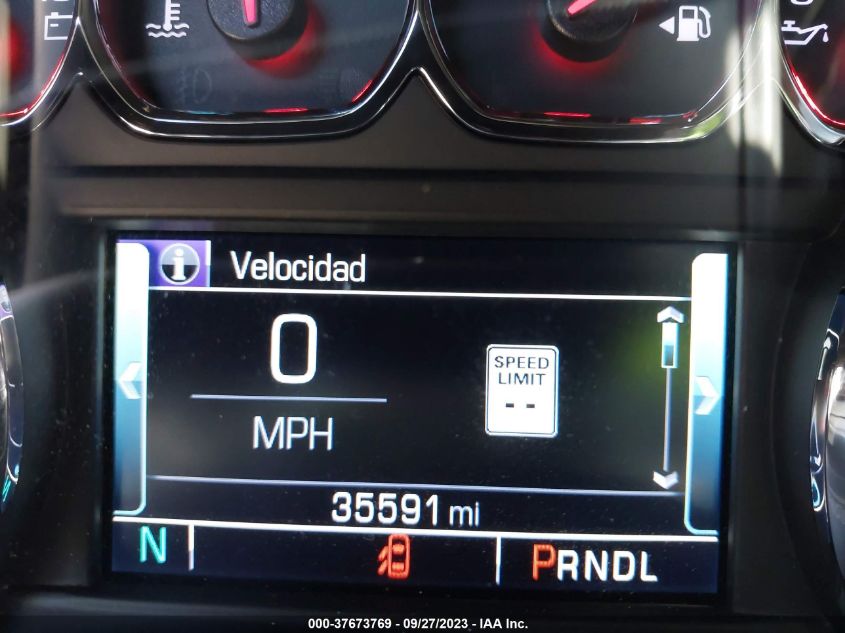 Velocidad
0
MPH
SPEED
LIMIT
--
35591 mi
N
PRNDL
000-37673769 - 09/27/2023 - IAA Inc.